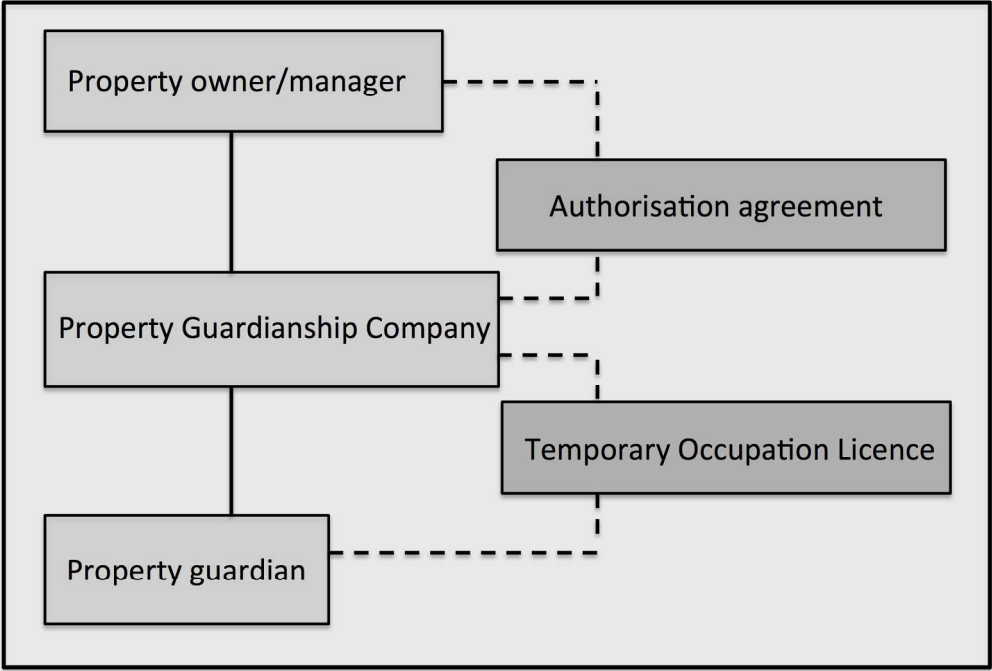 Property owner/manager
Authorisation agreement
Property Guardianship Company
Temporary Occupation Licence
Property guardian